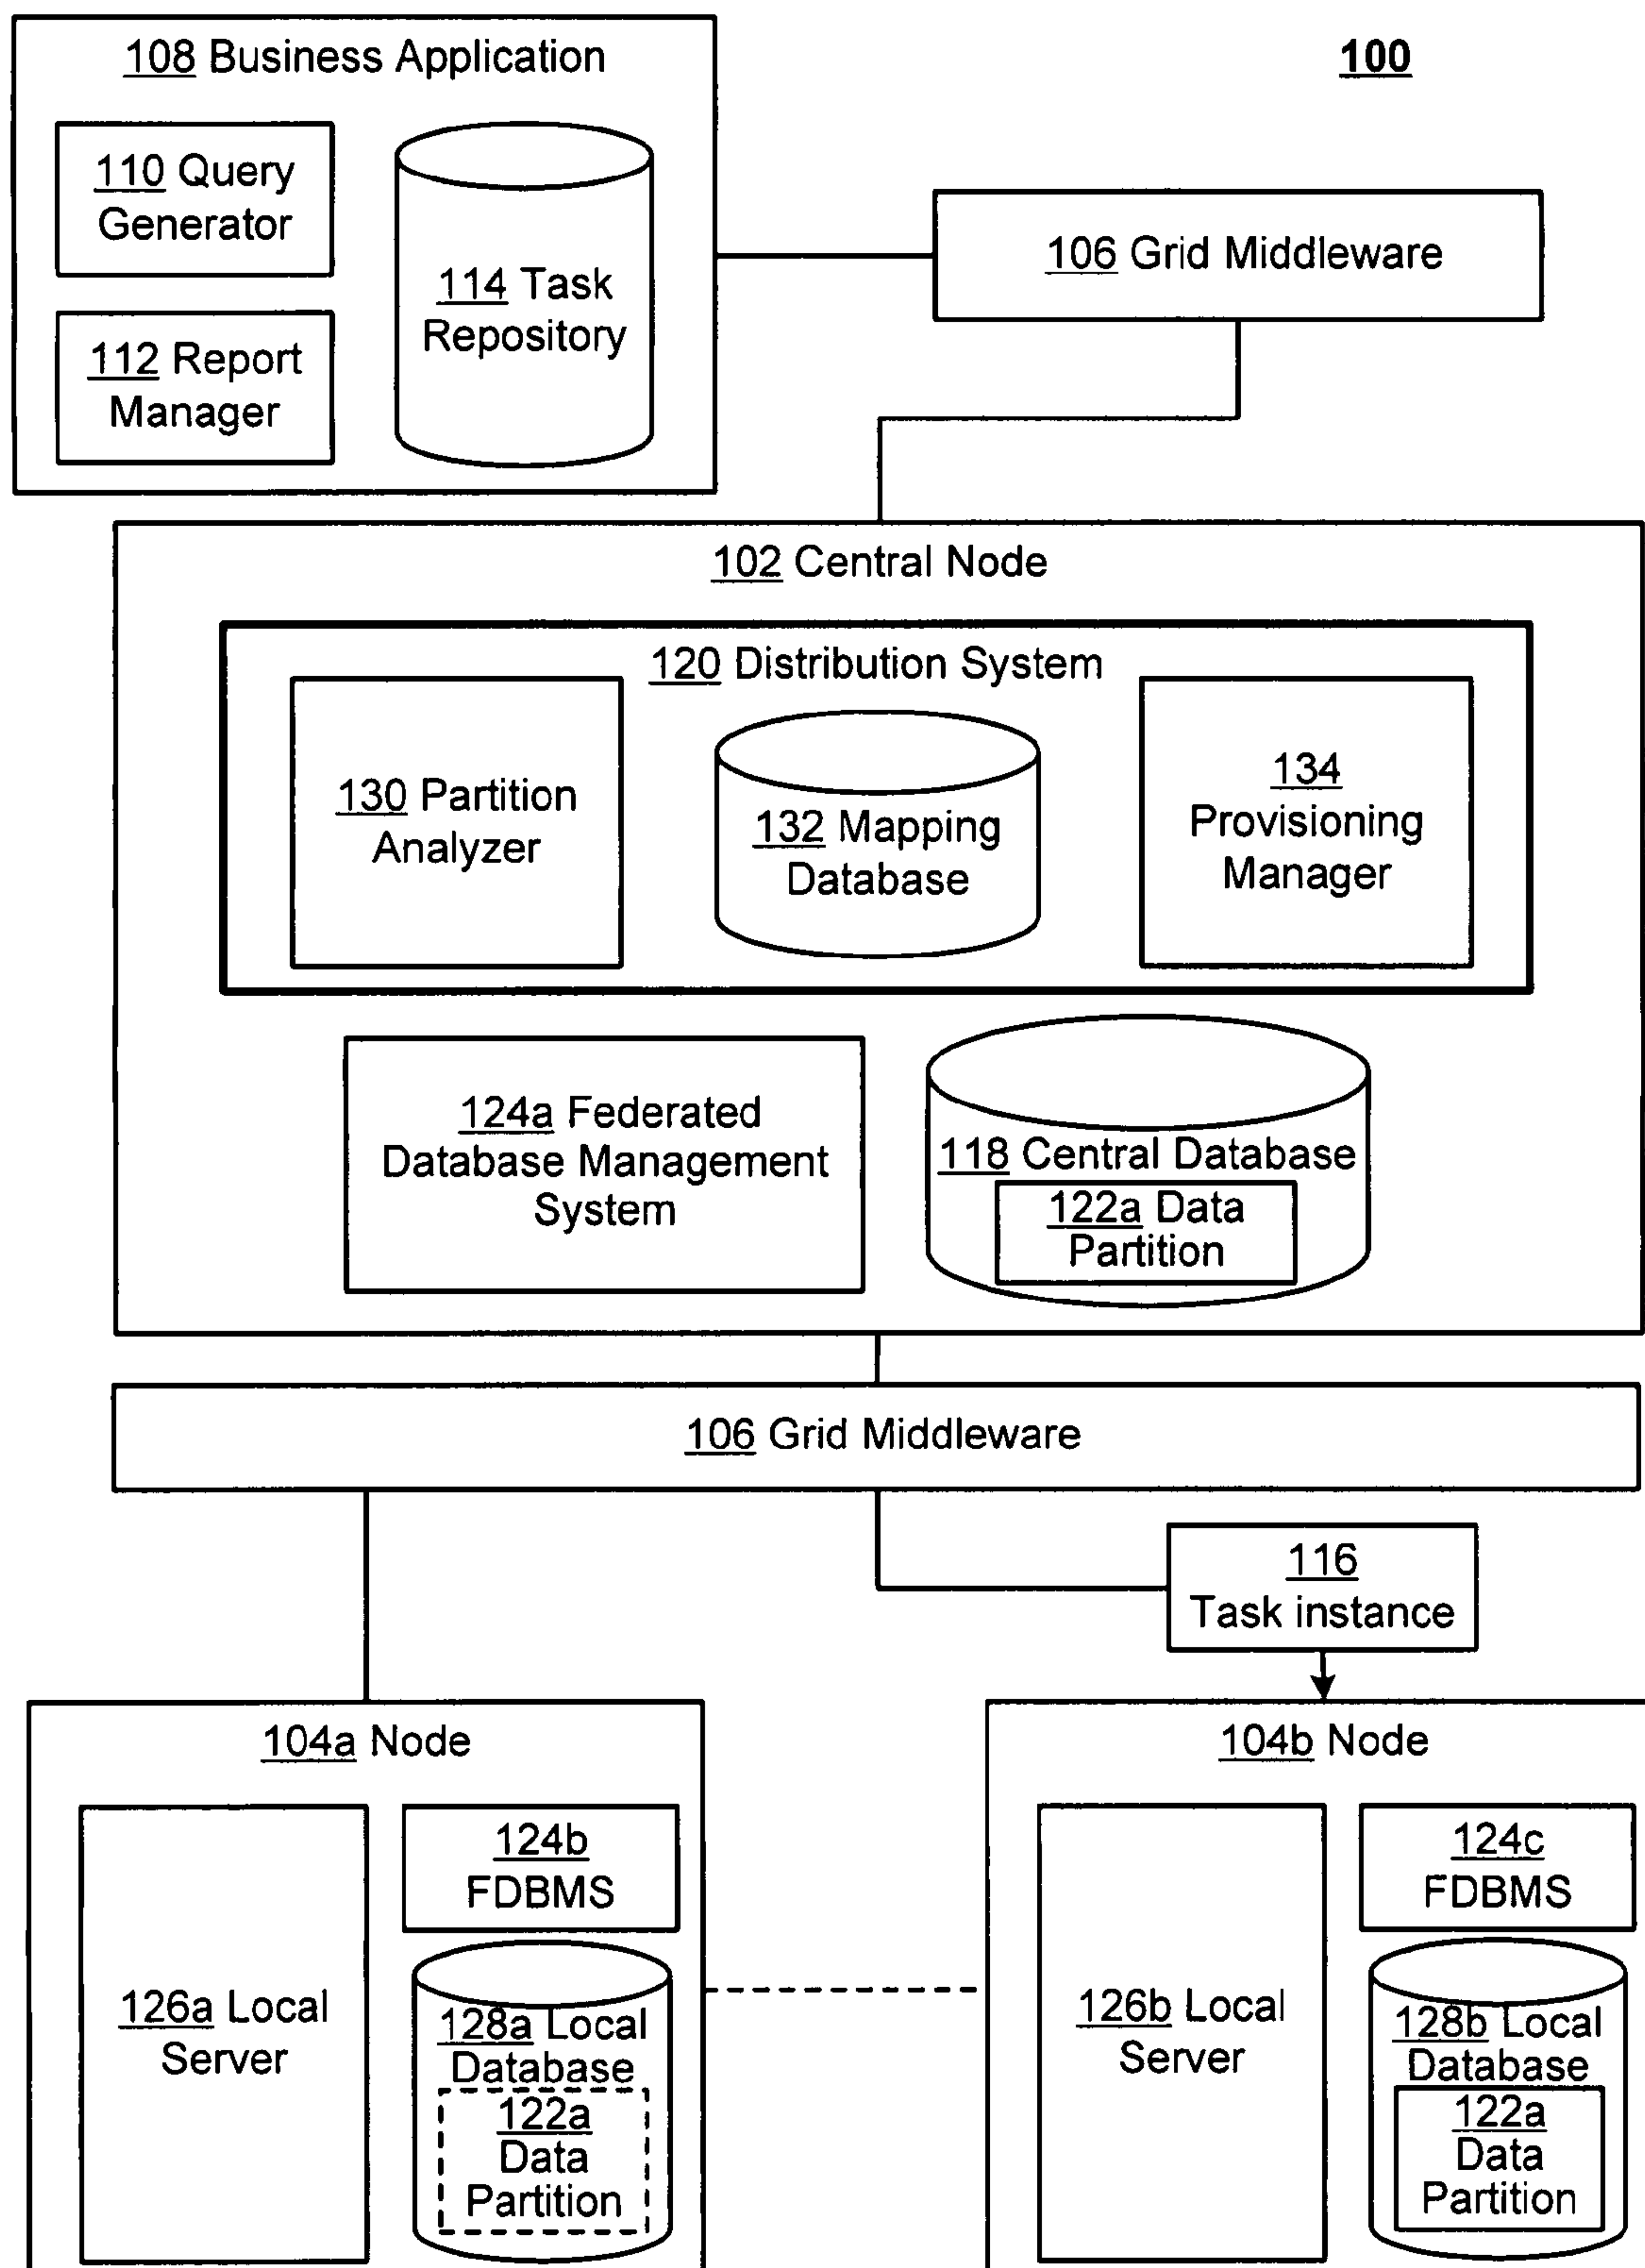 100
108 Business Application
110 Query
Generator
112 Report
Manager
114 Task
Repository
106 Grid Middleware
102 Central Node
120 Distribution System
130 Partition
Analyzer
132 Mapping
Database
134
Provisioning
Manager
124a Federated
Database Management
System
118 Central Database
122a Data
Partition
106 Grid Middleware
116
Task instance
104a Node
126a Local
Server
124b
FDBMS
128a Local
Database
122a
Data
Partition
104b Node
126b Local
Server
124c
FDBMS
128b Local
Database
122a
Data
Partition